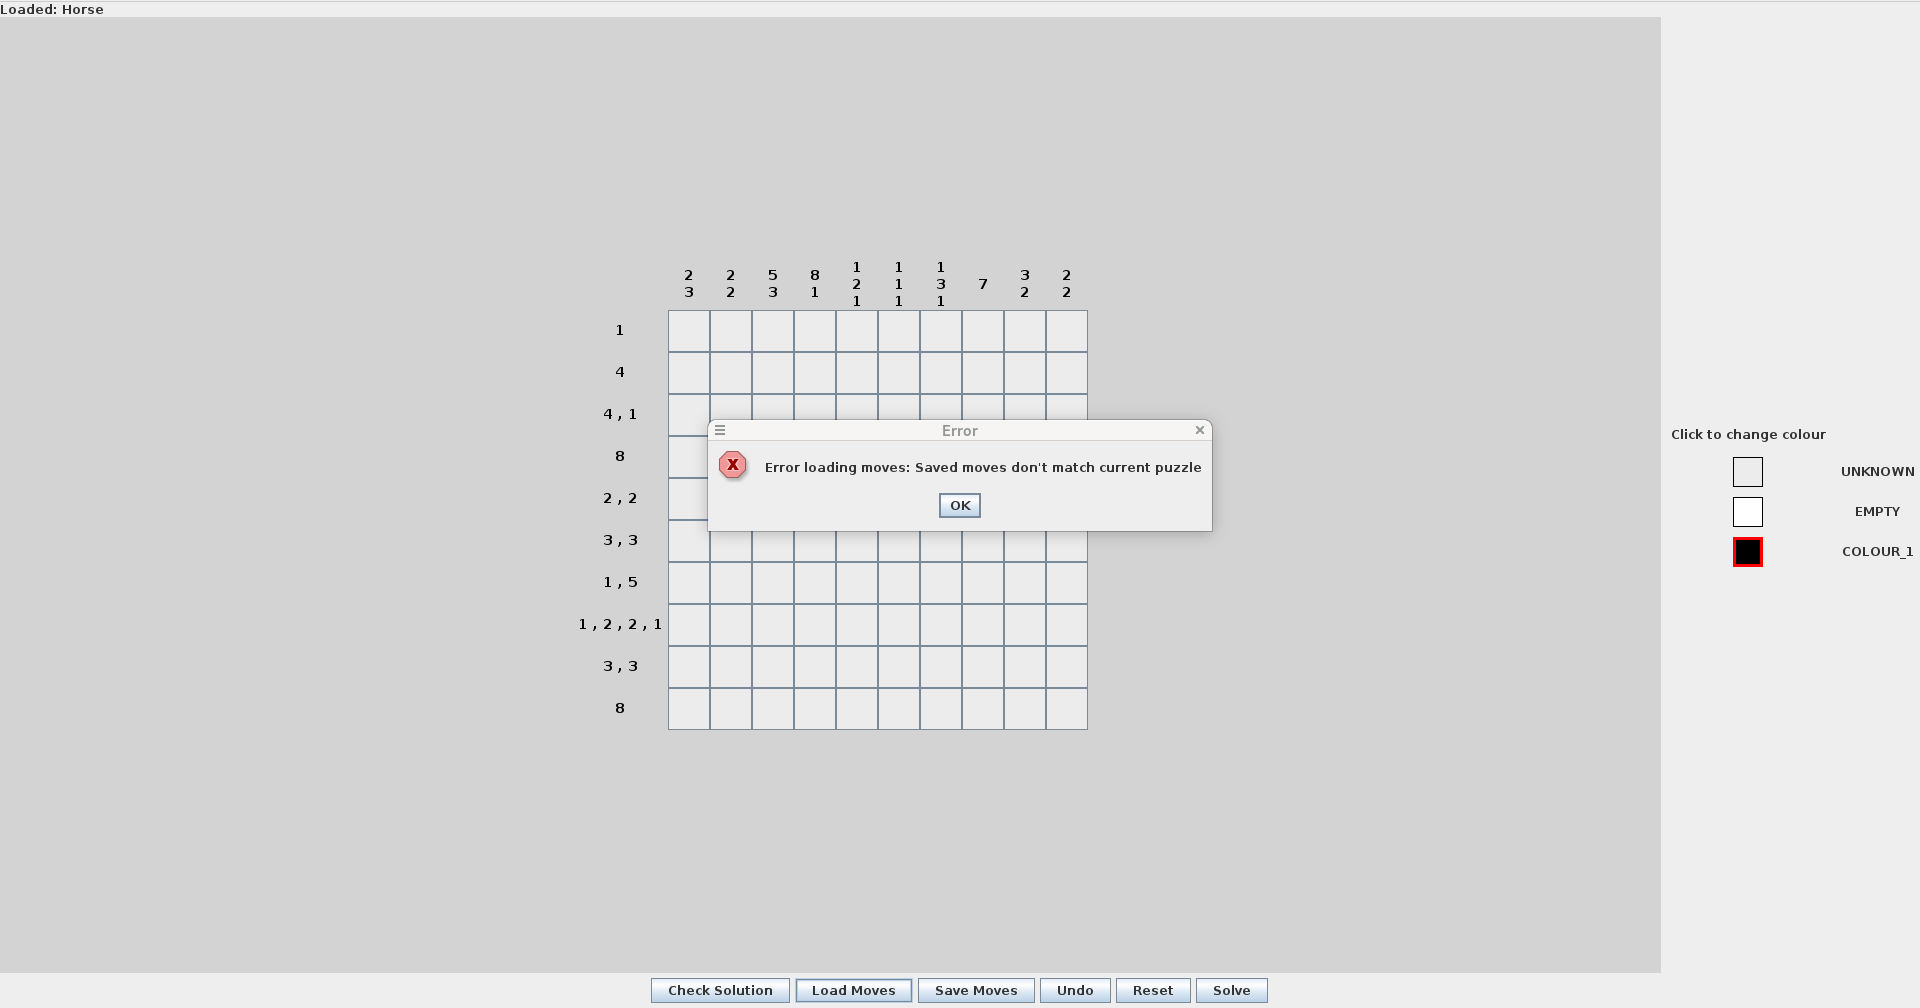 Loaded: Horse
2 2 5 8 1 1 1 7 3 2
3 2 3 1 2 1 3 2 2
1 1 1
1
4
4 , 1
8
2 , 2
3 , 3
1 , 5
1 , 2 , 2 , 1
3 , 3
8
Error
Error loading moves: Saved moves don't match current puzzle
OK
Click to change colour
UNKNOWN
EMPTY
COLOUR_1
Check Solution
Load Moves
Save Moves
Undo
Reset
Solve